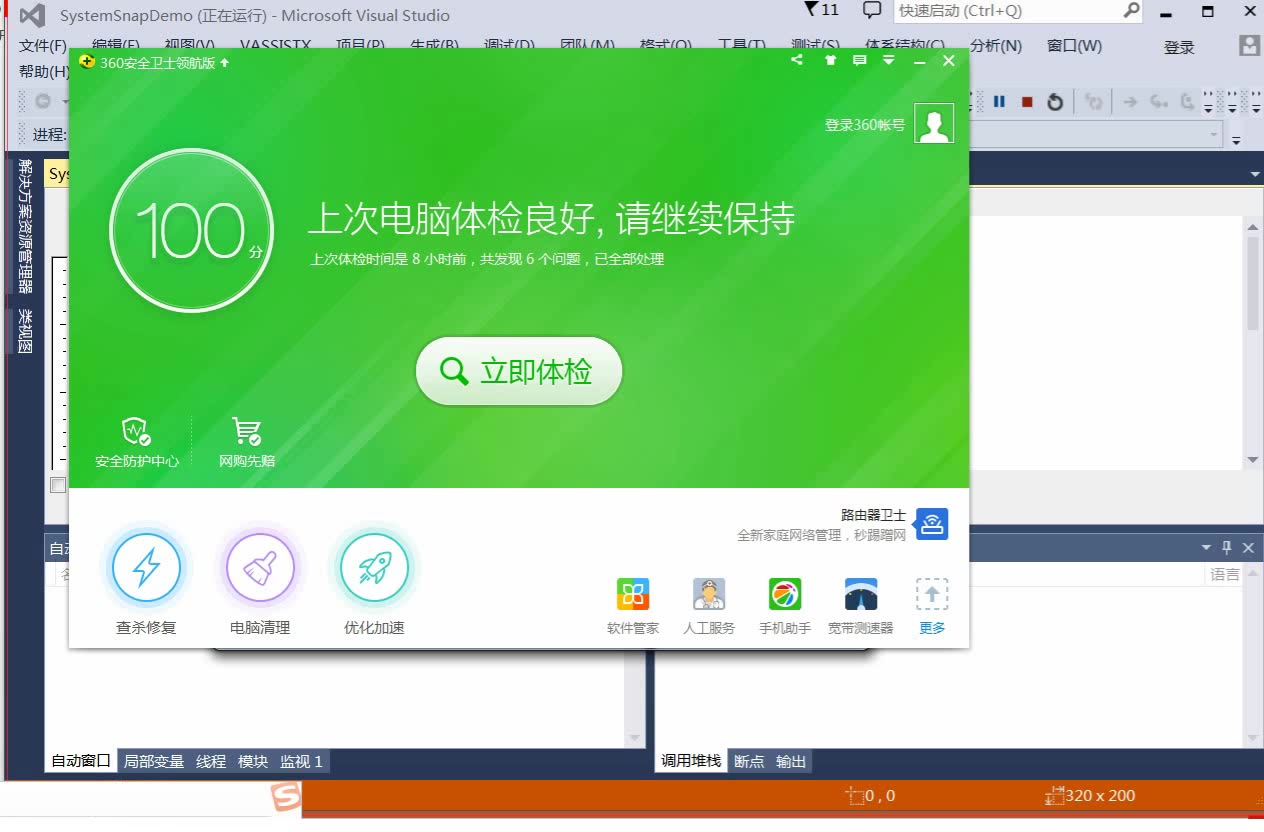 SystemSnapDemo (正在运行) - Microsoft Visual Studio
11
快速启动 (Ctrl+Q)
文件(F) 编辑(E) 视图(V) VASSISTX 项目(P) 生成(B) 调试(D) 团队(M) 格式(O) 工具(T) 测试(S) 体系结构(C) 分析(N) 窗口(W)
登录
帮助(H)
360安全卫士领航版
进程:
登录360帐号
解决方案资源管理器
类视图
Sys
100分
上次电脑体检良好, 请继续保持
上次体检时间是 8 小时前，共发现 6 个问题，已全部处理
立即体检
安全防护中心
网购先赔
路由器卫士
全新家庭网络管理，秒踢蹭网
自动
名
语言
查杀修复
电脑清理
优化加速
软件管家
人工服务
手机助手
宽带测速器
更多
自动窗口 局部变量 线程 模块 监视 1
调用堆栈 断点 输出
S
0 , 0
320 x 200